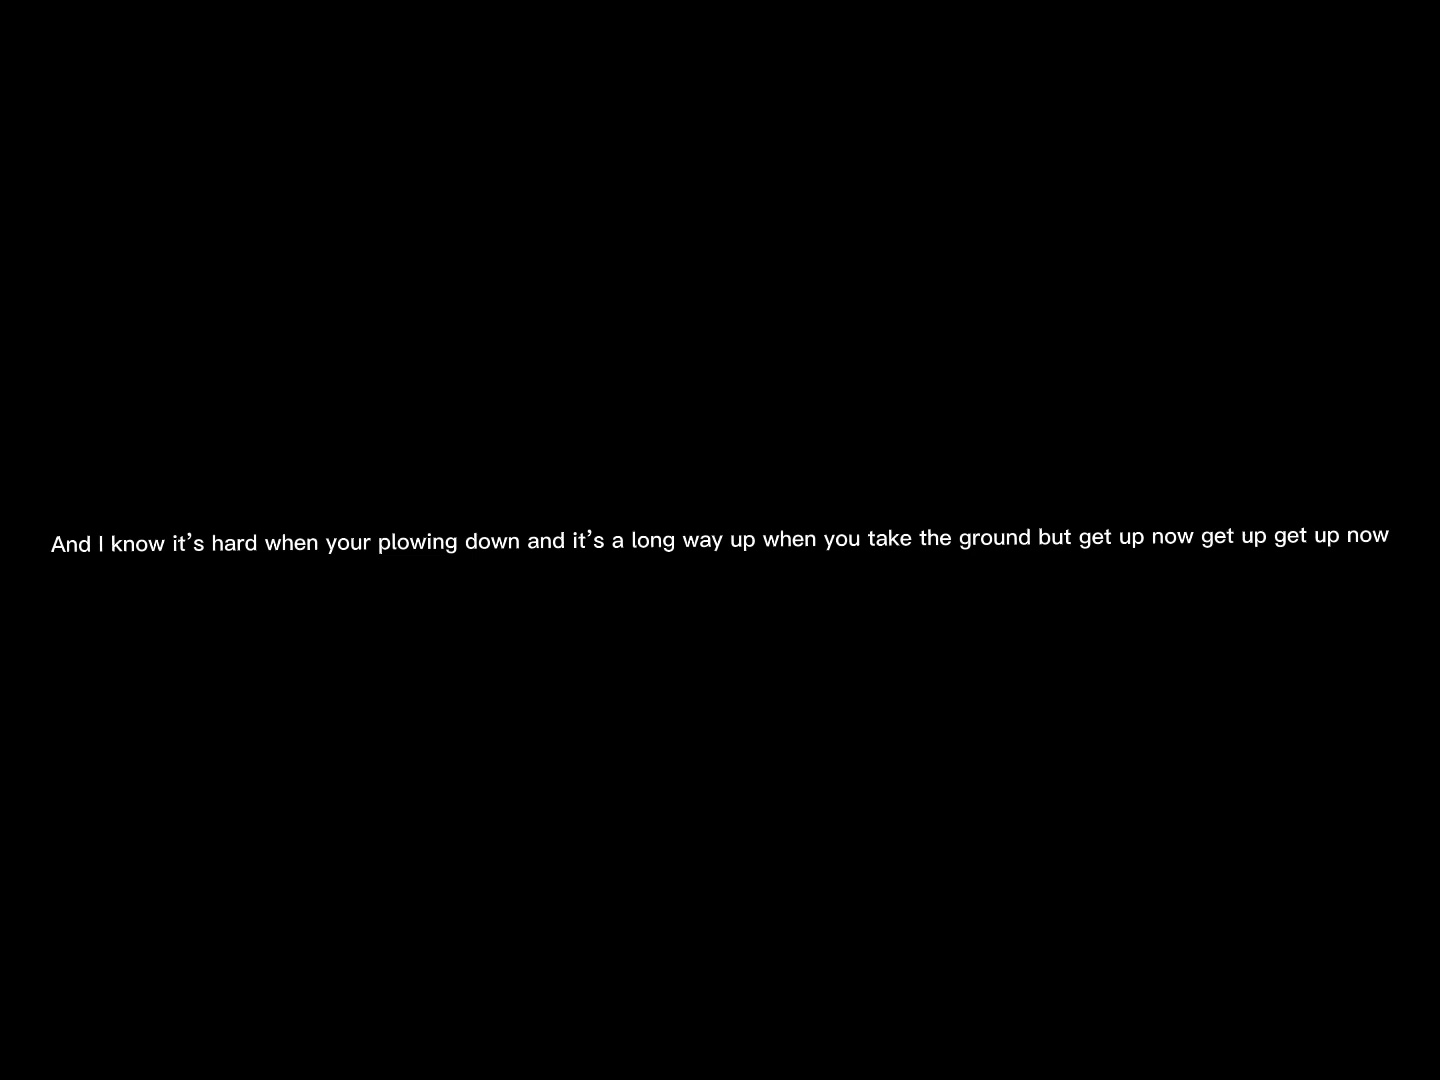 And I know it's hard when your plowing down and it's a long way up when you take the ground but get up now get up get up now